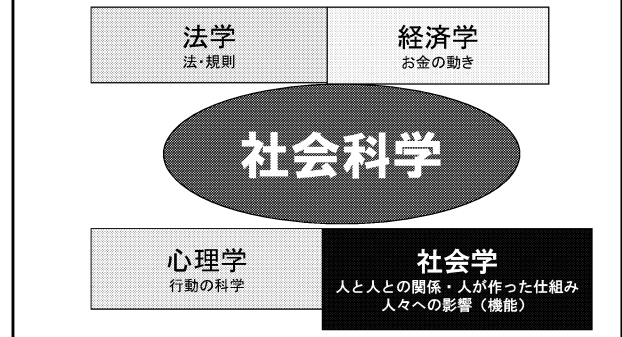 法学
法・規則
経済学
お金の動き
社会科学
心理学
行動の科学
社会学
人と人との関係・人が作った仕組み
人々への影響（機能）